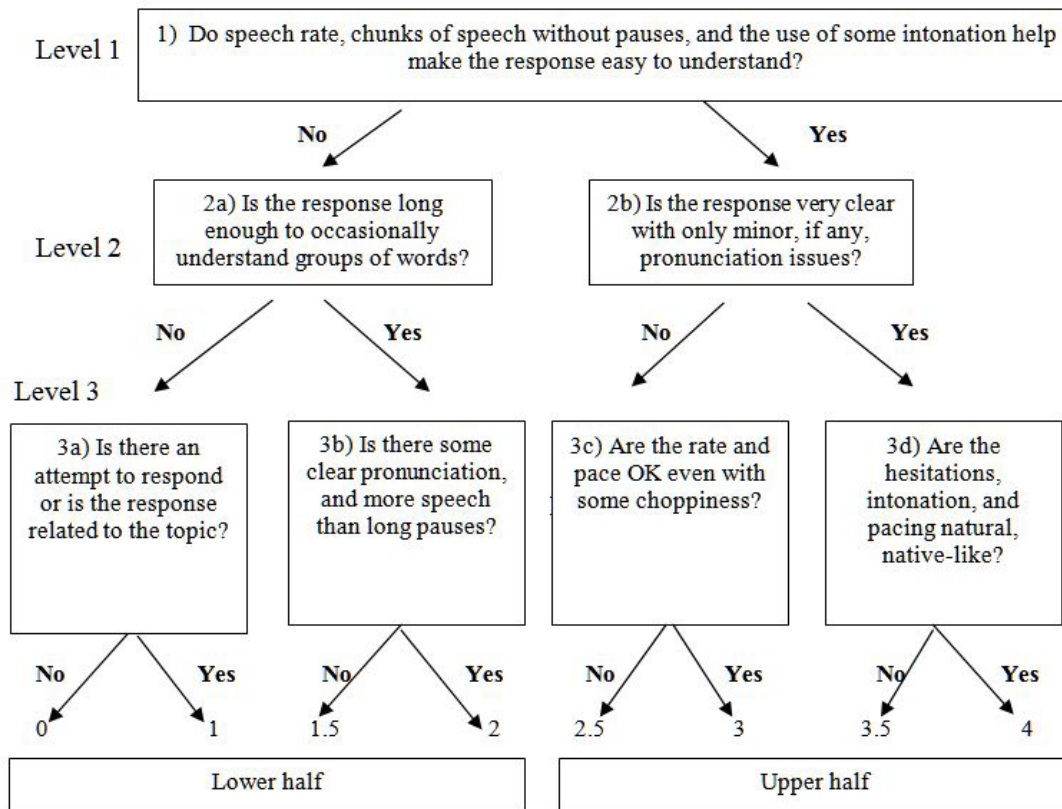 Level 1
1) Do speech rate, chunks of speech without pauses, and the use of some intonation help
make the response easy to understand?
No
Yes
Level 2
2a) Is the response long
enough to occasionally
understand groups of words?
2b) Is the response very clear
with only minor, if any,
pronunciation issues?
No
Yes
No
Yes
Level 3
3a) Is there an
attempt to respond
or is the response
related to the topic?
3b) Is there some
clear pronunciation,
and more speech
than long pauses?
3c) Are the rate and
pace OK even with
some choppiness?
3d) Are the
hesitations,
intonation, and
pacing natural,
native-like?
No
Yes
No
Yes
No
Yes
No
Yes
0
1
1.5
2
2.5
3
3.5
4
Lower half
Upper half